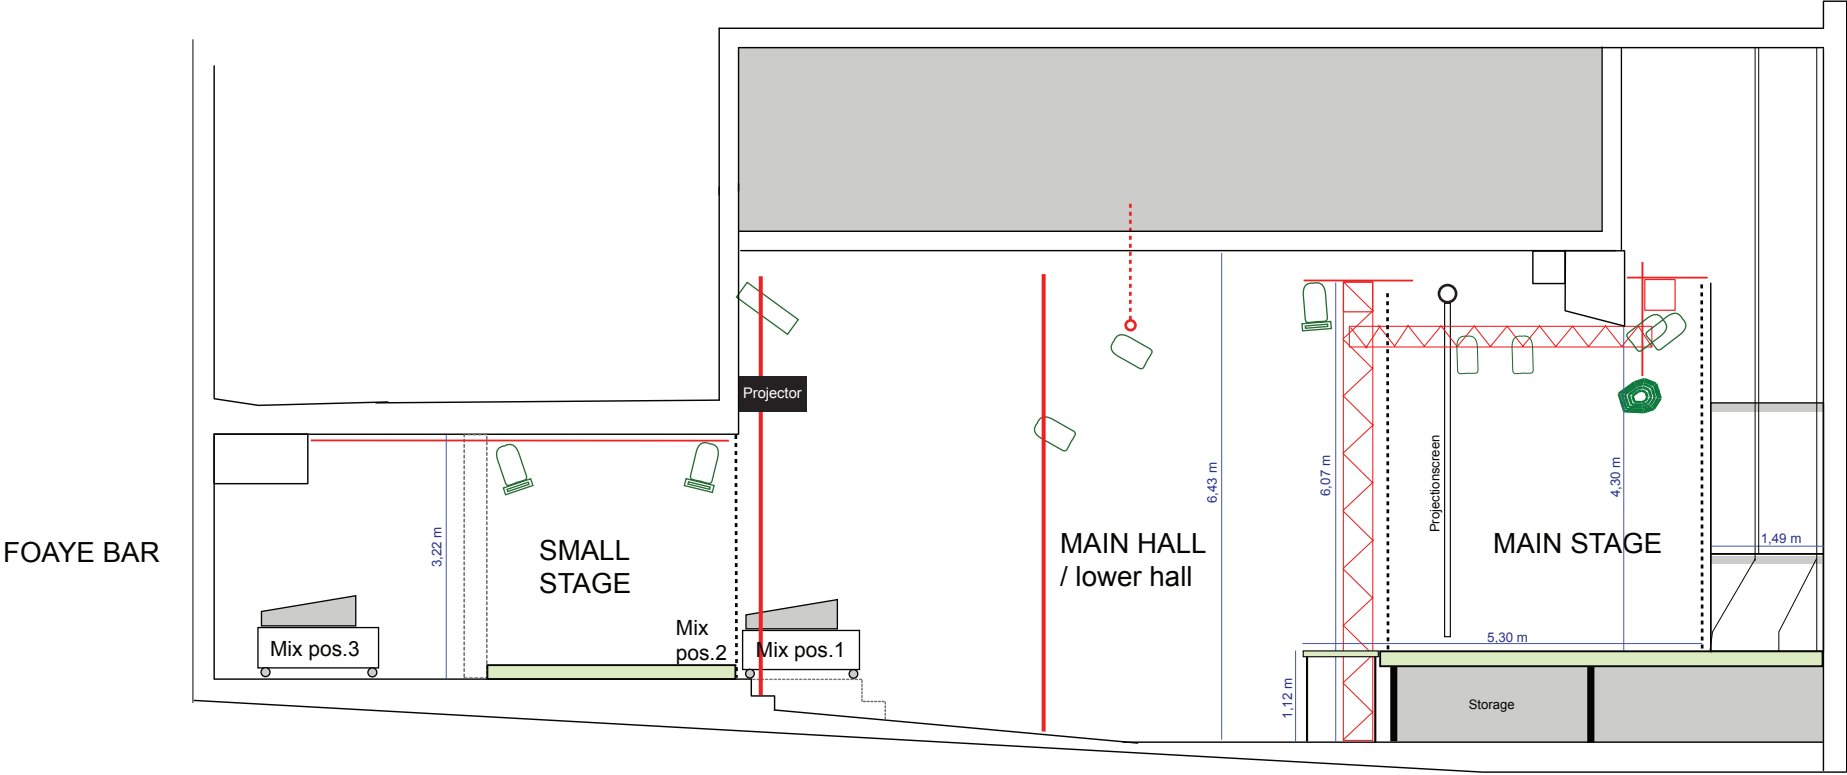 Projector
FOAYE BAR
3,22 m
SMALL
STAGE
Mix pos.3
Mix
pos.2
Mix pos.1
MAIN HALL
/ lower hall
6,43 m
6,07 m
Projectionscreen
4,30 m
MAIN STAGE
1,49 m
5,30 m
1,12 m
Storage